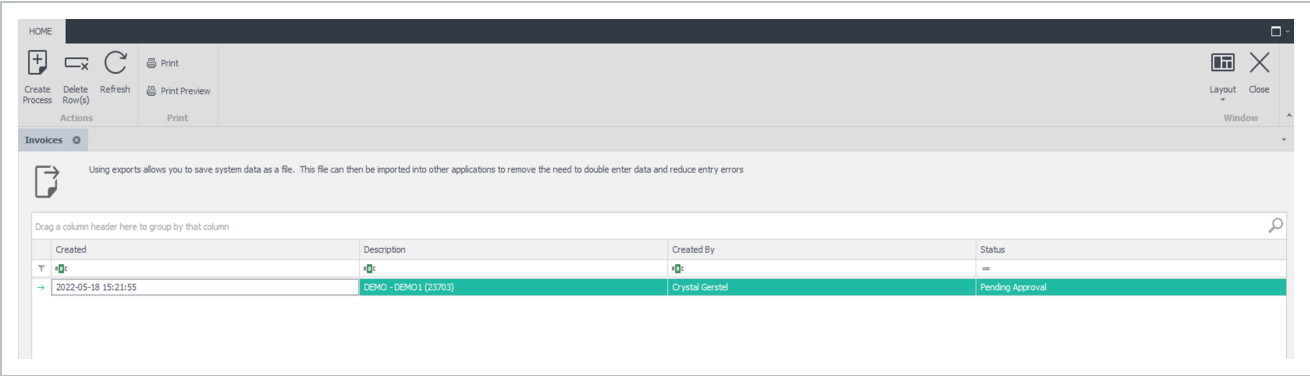 HOME
Create Process
Delete Row(s)
Refresh
Print
Print Preview
Layout
Close
Actions
Print
Window
Invoices
Using exports allows you to save system data as a file. This file can then be imported into other applications to remove the need to double enter data and reduce entry errors
Drag a column header here to group by that column
Created Description Created By Status
2022-05-18 15:21:55 DEMO - DEMO1 (23703) Crystal Gerstel Pending Approval